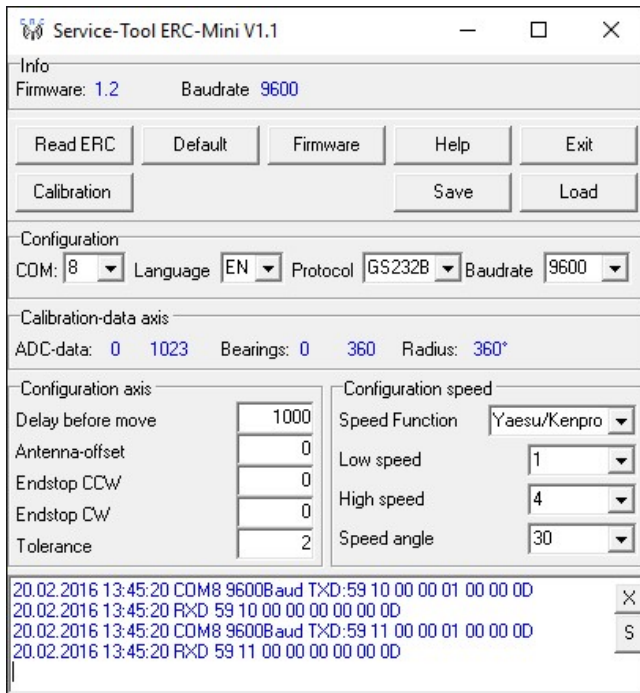 Service-Tool ERC-Mini V1.1
Info
Firmware: 1.2 Baudrate 9600
Read ERC Default Firmware Help Exit
Calibration Save Load
Configuration
COM: 8 Language EN Protocol GS232B Baudrate 9600
Calibration-data axis
ADC-data: 0 1023 Bearings: 0 360 Radius: 360°
Configuration axis
Delay before move 1000
Antenna-offset 0
Endstop CCW 0
Endstop CW 0
Tolerance 2
Configuration speed
Speed Function Yaesu/Kenpro
Low speed 1
High speed 4
Speed angle 30
20.02.2016 13:45:20 COM8 9600Baud TXD:59 10 00 00 01 00 00 0D
20.02.2016 13:45:20 RXD 59 10 00 00 00 00 00 0D
20.02.2016 13:45:20 COM8 9600Baud TXD:59 11 00 00 01 00 00 0D
20.02.2016 13:45:20 RXD 59 11 00 00 00 00 00 0D
X
S